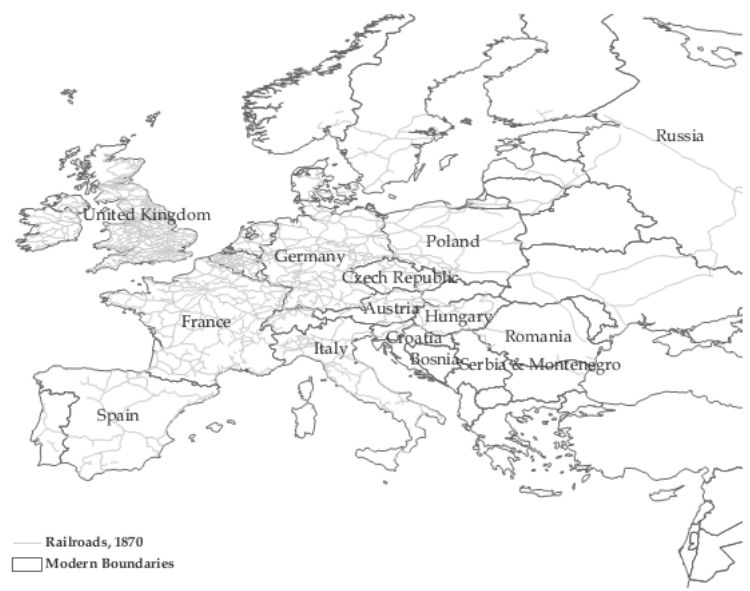 Russia
United Kingdom
Poland
Germany
Czech Republic
Austria
Hungary
France
Croatia
Romania
Italy
Bosnia
Serbia & Montenegro
Spain
Railroads, 1870
Modern Boundaries